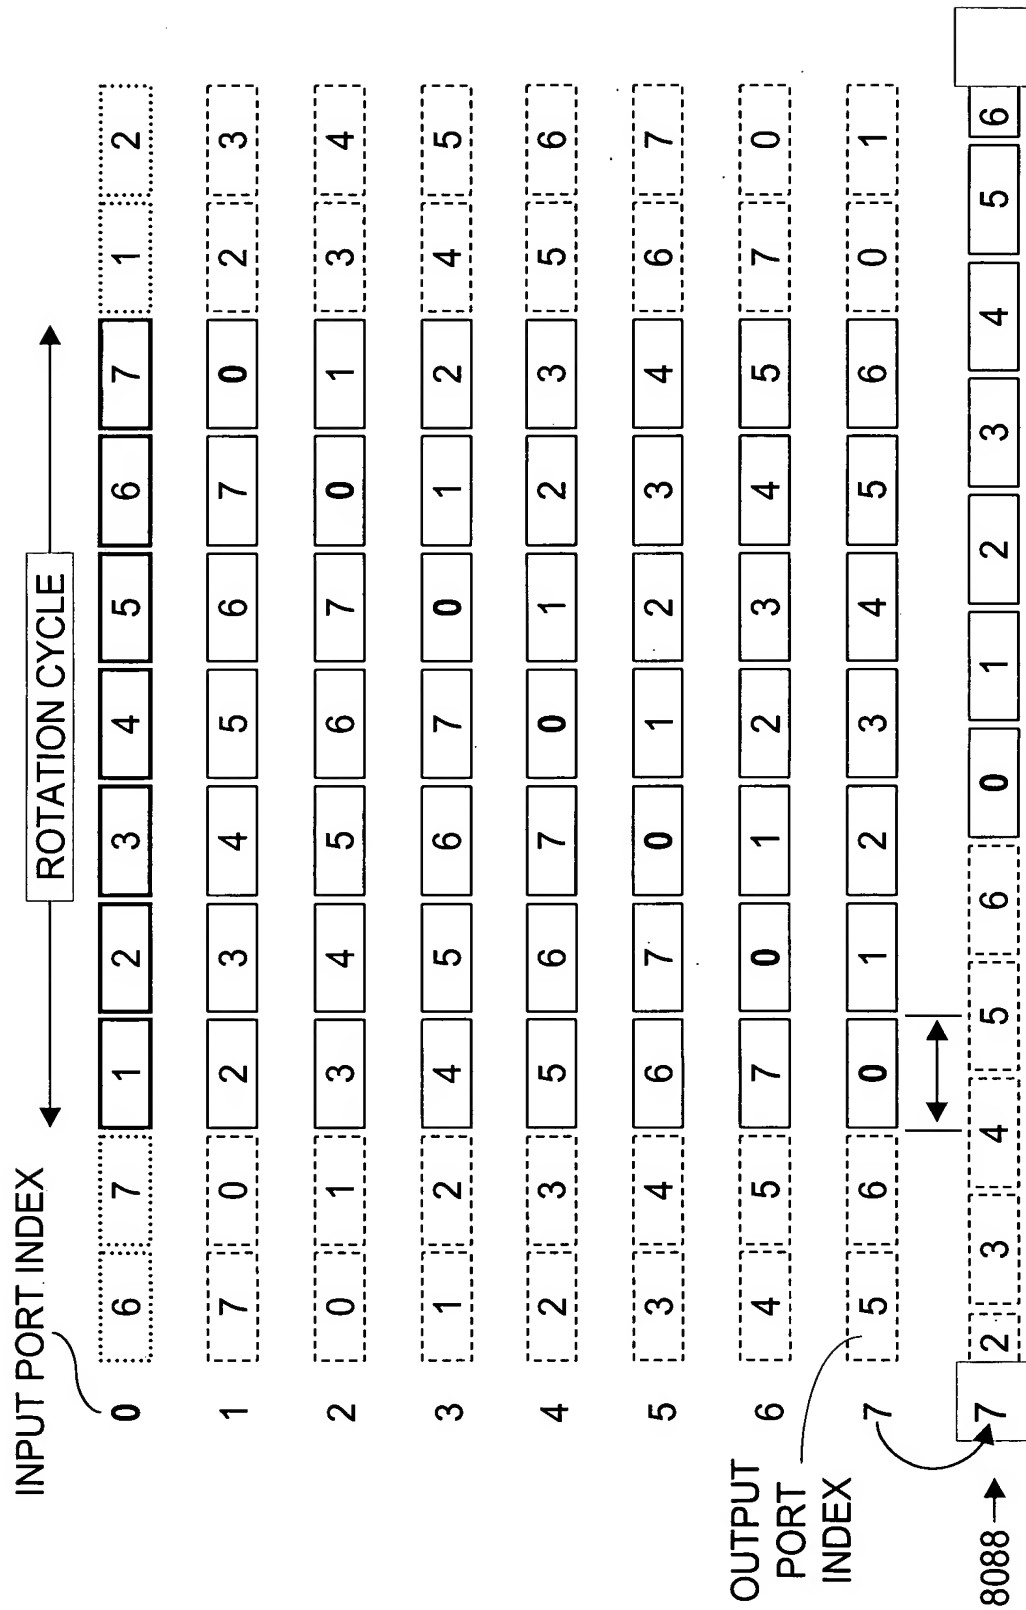 INPUT PORT INDEX
ROTATION CYCLE
0 6 7 1 2 3 4 5 6 7 1 2
1 7 0 2 3 4 5 6 7 0 2 3
2 0 1 3 4 5 6 7 0 1 3 4
3 1 2 4 5 6 7 0 1 2 4 5
4 2 3 5 6 7 0 1 2 3 5 6
5 3 4 6 7 0 1 2 3 4 6 7
6 4 5 7 0 1 2 3 4 5 7 0
7 5 6 0 1 2 3 4 5 6 0 1
OUTPUT
PORT
INDEX
8088 7 2 3 4 5 6 0 1 2 3 4 5 6